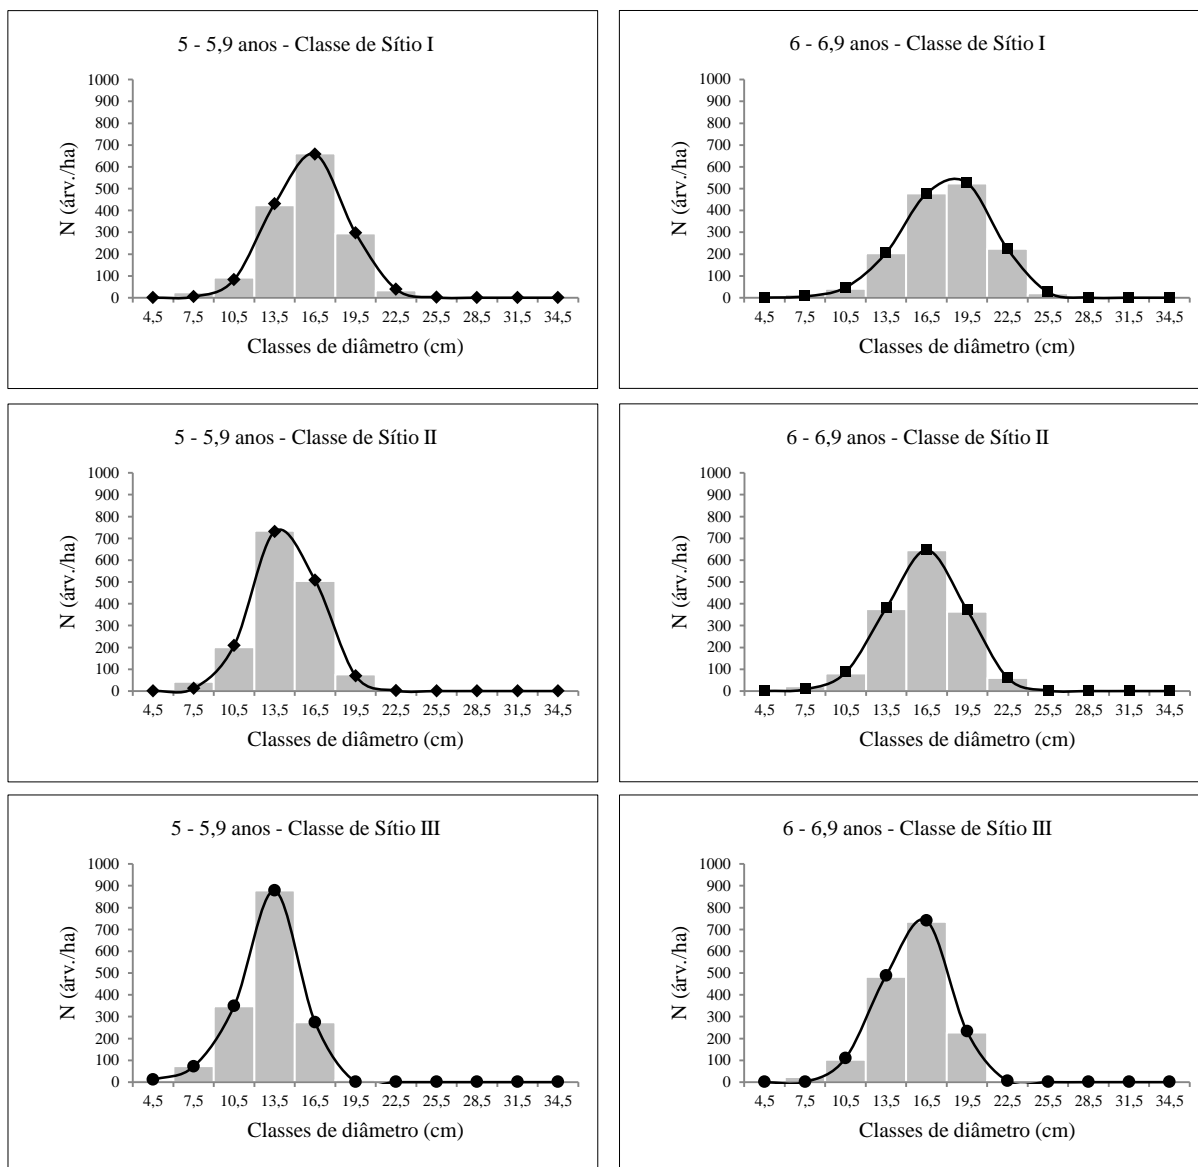 5 - 5,9 anos - Classe de Sítio I
N (árv./ha)
1000
900
800
700
600
500
400
300
200
100
0
4,5 7,5 10,5 13,5 16,5 19,5 22,5 25,5 28,5 31,5 34,5
Classes de diâmetro (cm)
6 - 6,9 anos - Classe de Sítio I
N (árv./ha)
1000
900
800
700
600
500
400
300
200
100
0
4,5 7,5 10,5 13,5 16,5 19,5 22,5 25,5 28,5 31,5 34,5
Classes de diâmetro (cm)
5 - 5,9 anos - Classe de Sítio II
N (árv./ha)
1000
900
800
700
600
500
400
300
200
100
0
4,5 7,5 10,5 13,5 16,5 19,5 22,5 25,5 28,5 31,5 34,5
Classes de diâmetro (cm)
6 - 6,9 anos - Classe de Sítio II
N (árv./ha)
1000
900
800
700
600
500
400
300
200
100
0
4,5 7,5 10,5 13,5 16,5 19,5 22,5 25,5 28,5 31,5 34,5
Classes de diâmetro (cm)
5 - 5,9 anos - Classe de Sítio III
N (árv./ha)
1000
900
800
700
600
500
400
300
200
100
0
4,5 7,5 10,5 13,5 16,5 19,5 22,5 25,5 28,5 31,5 34,5
Classes de diâmetro (cm)
6 - 6,9 anos - Classe de Sítio III
N (árv./ha)
1000
900
800
700
600
500
400
300
200
100
0
4,5 7,5 10,5 13,5 16,5 19,5 22,5 25,5 28,5 31,5 34,5
Classes de diâmetro (cm)